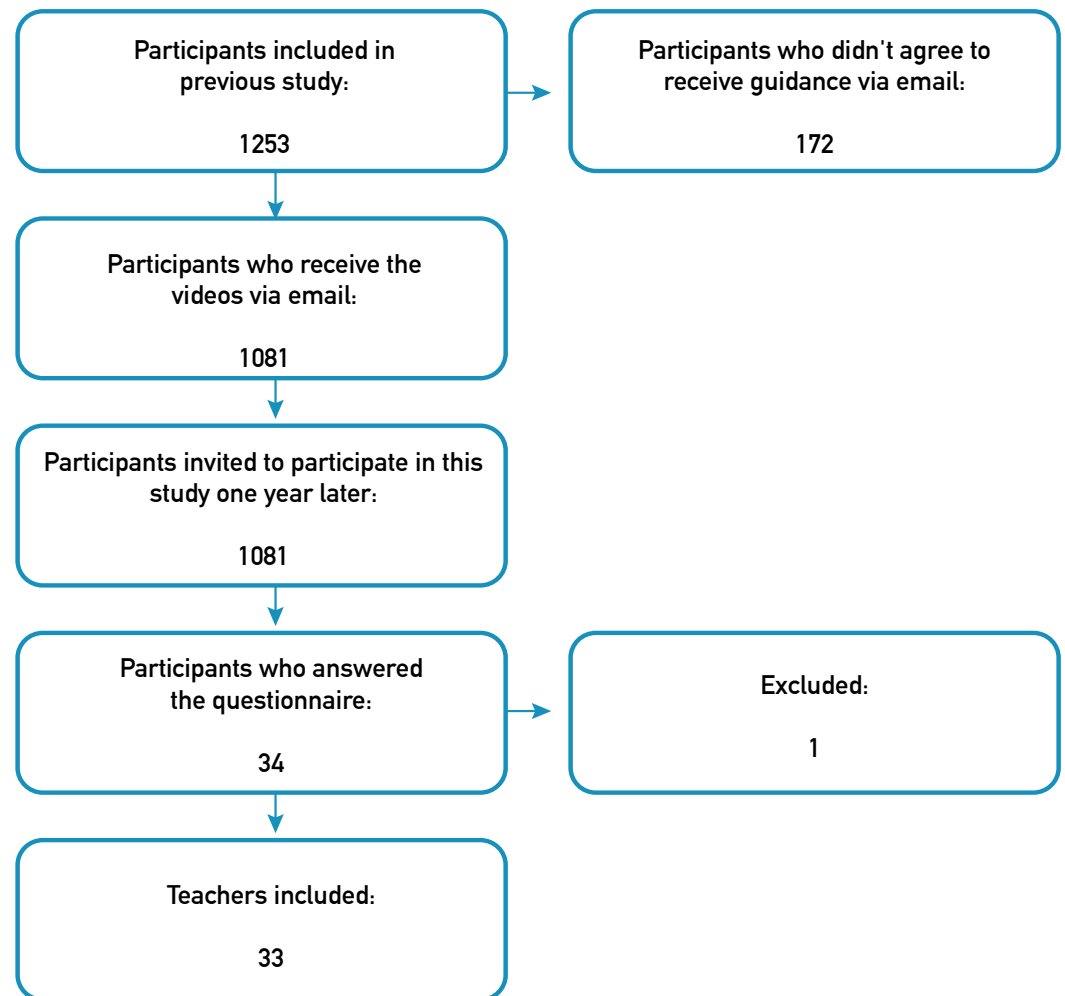 Participants included in
previous study:
1253
Participants who didn't agree to
receive guidance via email:
172
Participants who receive the
videos via email:
1081
Participants invited to participate in this
study one year later:
1081
Participants who answered
the questionnaire:
34
Excluded:
1
Teachers included:
33